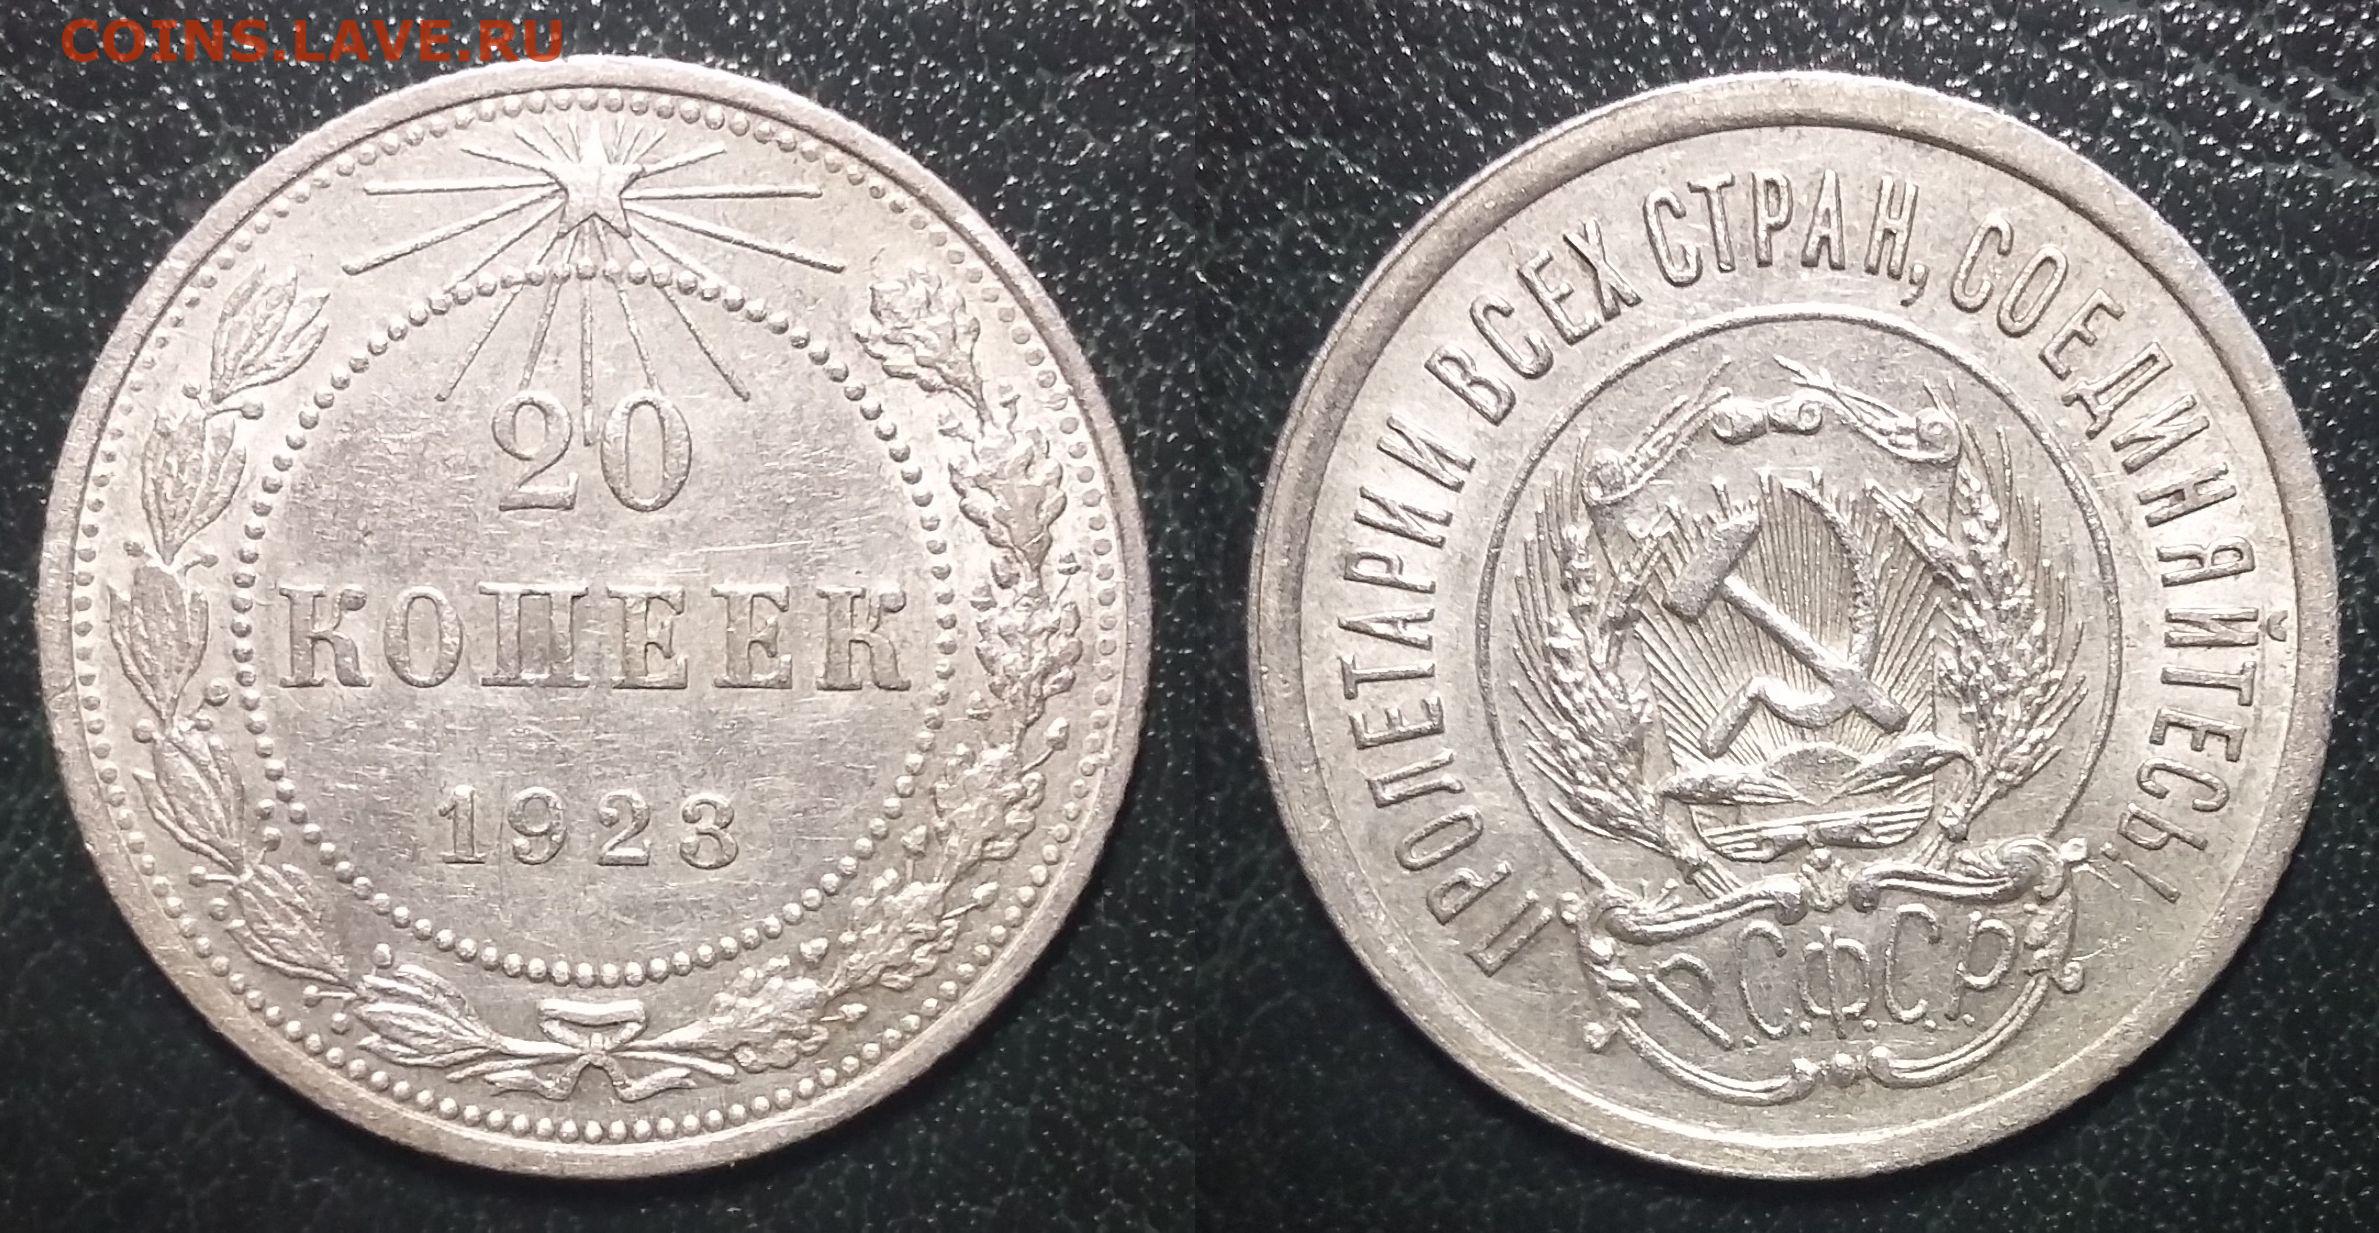 COINS.LAVE.RU
20
КОПЕЕК
1923
ПРОЛЕТАРИИ ВСЕХ СТРАН, СОЕДИНЯЙТЕСЬ!
Р.С.Ф.С.Р.